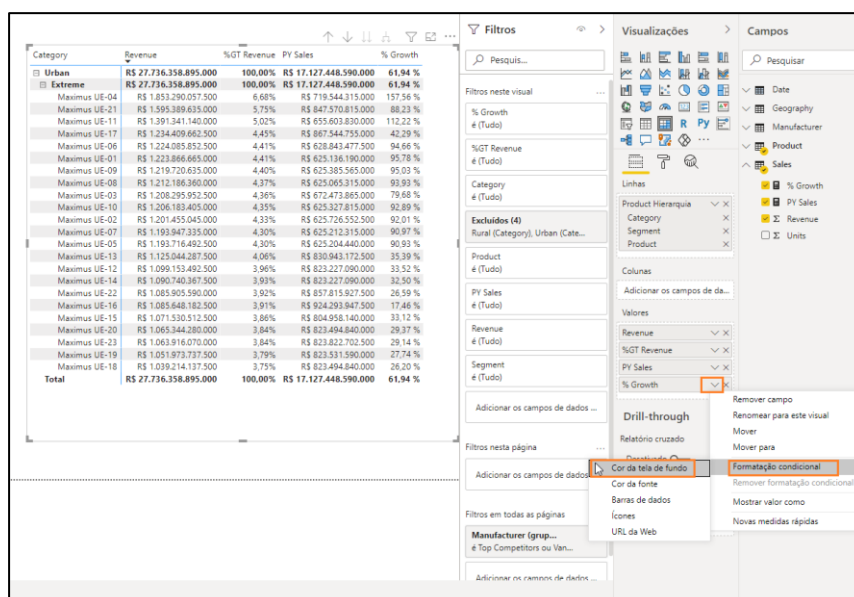 Category Revenue %GT Revenue PY Sales % Growth
Urban R$ 27.736.358.895.000 100,00% R$ 17.127.448.590.000 61,94 %
Extreme R$ 27.736.358.895.000 100,00% R$ 17.127.448.590.000 61,94 %
Maximus UE-04 R$ 1.853.290.057.500 6,68% R$ 719.544.315.000 157,56 %
Maximus UE-21 R$ 1.595.389.635.000 5,75% R$ 847.570.815.000 88,23 %
Maximus UE-11 R$ 1.391.341.140.000 5,02% R$ 655.603.830.000 112,22 %
Maximus UE-17 R$ 1.234.409.662.500 4,45% R$ 867.544.755.000 42,29 %
Maximus UE-06 R$ 1.224.085.852.500 4,41% R$ 628.843.477.500 94,66 %
Maximus UE-01 R$ 1.223.866.665.000 4,41% R$ 625.136.190.000 95,78 %
Maximus UE-09 R$ 1.219.720.635.000 4,40% R$ 625.385.565.000 95,03 %
Maximus UE-08 R$ 1.212.186.360.000 4,37% R$ 625.065.315.000 93,93 %
Maximus UE-03 R$ 1.208.295.952.500 4,36% R$ 672.473.865.000 79,68 %
Maximus UE-10 R$ 1.206.183.405.000 4,35% R$ 625.327.815.000 92,89 %
Maximus UE-02 R$ 1.201.455.045.000 4,33% R$ 625.726.552.500 92,01 %
Maximus UE-07 R$ 1.193.947.335.000 4,30% R$ 625.212.315.000 90,97 %
Maximus UE-05 R$ 1.193.716.492.500 4,30% R$ 625.204.440.000 90,93 %
Maximus UE-13 R$ 1.125.044.287.500 4,06% R$ 830.943.172.500 35,39 %
Maximus UE-12 R$ 1.099.153.492.500 3,96% R$ 823.227.090.000 33,52 %
Maximus UE-14 R$ 1.090.740.367.500 3,93% R$ 823.227.090.000 32,50 %
Maximus UE-22 R$ 1.085.905.590.000 3,92% R$ 857.815.927.500 26,59 %
Maximus UE-16 R$ 1.085.648.182.500 3,91% R$ 924.293.947.500 17,46 %
Maximus UE-15 R$ 1.071.530.512.500 3,86% R$ 804.958.140.000 33,12 %
Maximus UE-20 R$ 1.065.344.280.000 3,84% R$ 823.494.840.000 29,37 %
Maximus UE-23 R$ 1.063.916.070.000 3,84% R$ 823.822.702.500 29,14 %
Maximus UE-19 R$ 1.051.973.737.500 3,79% R$ 823.531.590.000 27,74 %
Maximus UE-18 R$ 1.039.214.137.500 3,75% R$ 823.494.840.000 26,20 %
Total R$ 27.736.358.895.000 100,00% R$ 17.127.448.590.000 61,94 %
Filtros
Pesquis...
Filtros neste visual ...
% Growth
é (Tudo)
%GT Revenue
é (Tudo)
Category
é (Tudo)
Excluídos (4)
Rural (Category), Urban (Cate...
Product
é (Tudo)
PY Sales
é (Tudo)
Revenue
é (Tudo)
Segment
é (Tudo)
Adicionar os campos de dados ...
Filtros nesta página ...
Adicionar os campos de dados
Filtros em todas as páginas
Manufacturer (grup...
é Top Competitors ou Van...
Adicionar os campos de dados ...
Visualizações
R Py
Linhas
Product Hierarquia
Category
Segment
Product
Colunas
Adicionar os campos de da...
Valores
Revenue
%GT Revenue
PY Sales
% Growth
Drill-through
Relatório cruzado
Campos
Pesquisar
Date
Geography
Manufacturer
Product
Sales
% Growth
PY Sales
Σ Revenue
Σ Units
Remover campo
Renomear para este visual
Mover
Mover para
Formatação condicional
Remover formatação condicional
Mostrar valor como
Novas medidas rápidas
Cor da tela de fundo
Cor da fonte
Barras de dados
Ícones
URL da Web